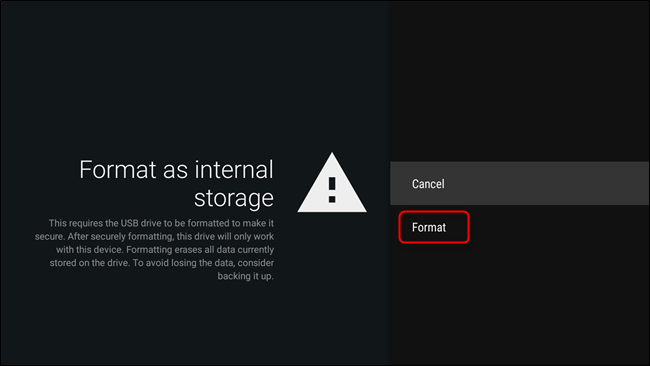 Format as internal
storage
This requires the USB drive to be formatted to make it
secure. After securely formatting, this drive will only work
with this device. Formatting erases all data currently
stored on the drive. To avoid losing the data, consider
backing it up.
Cancel
Format